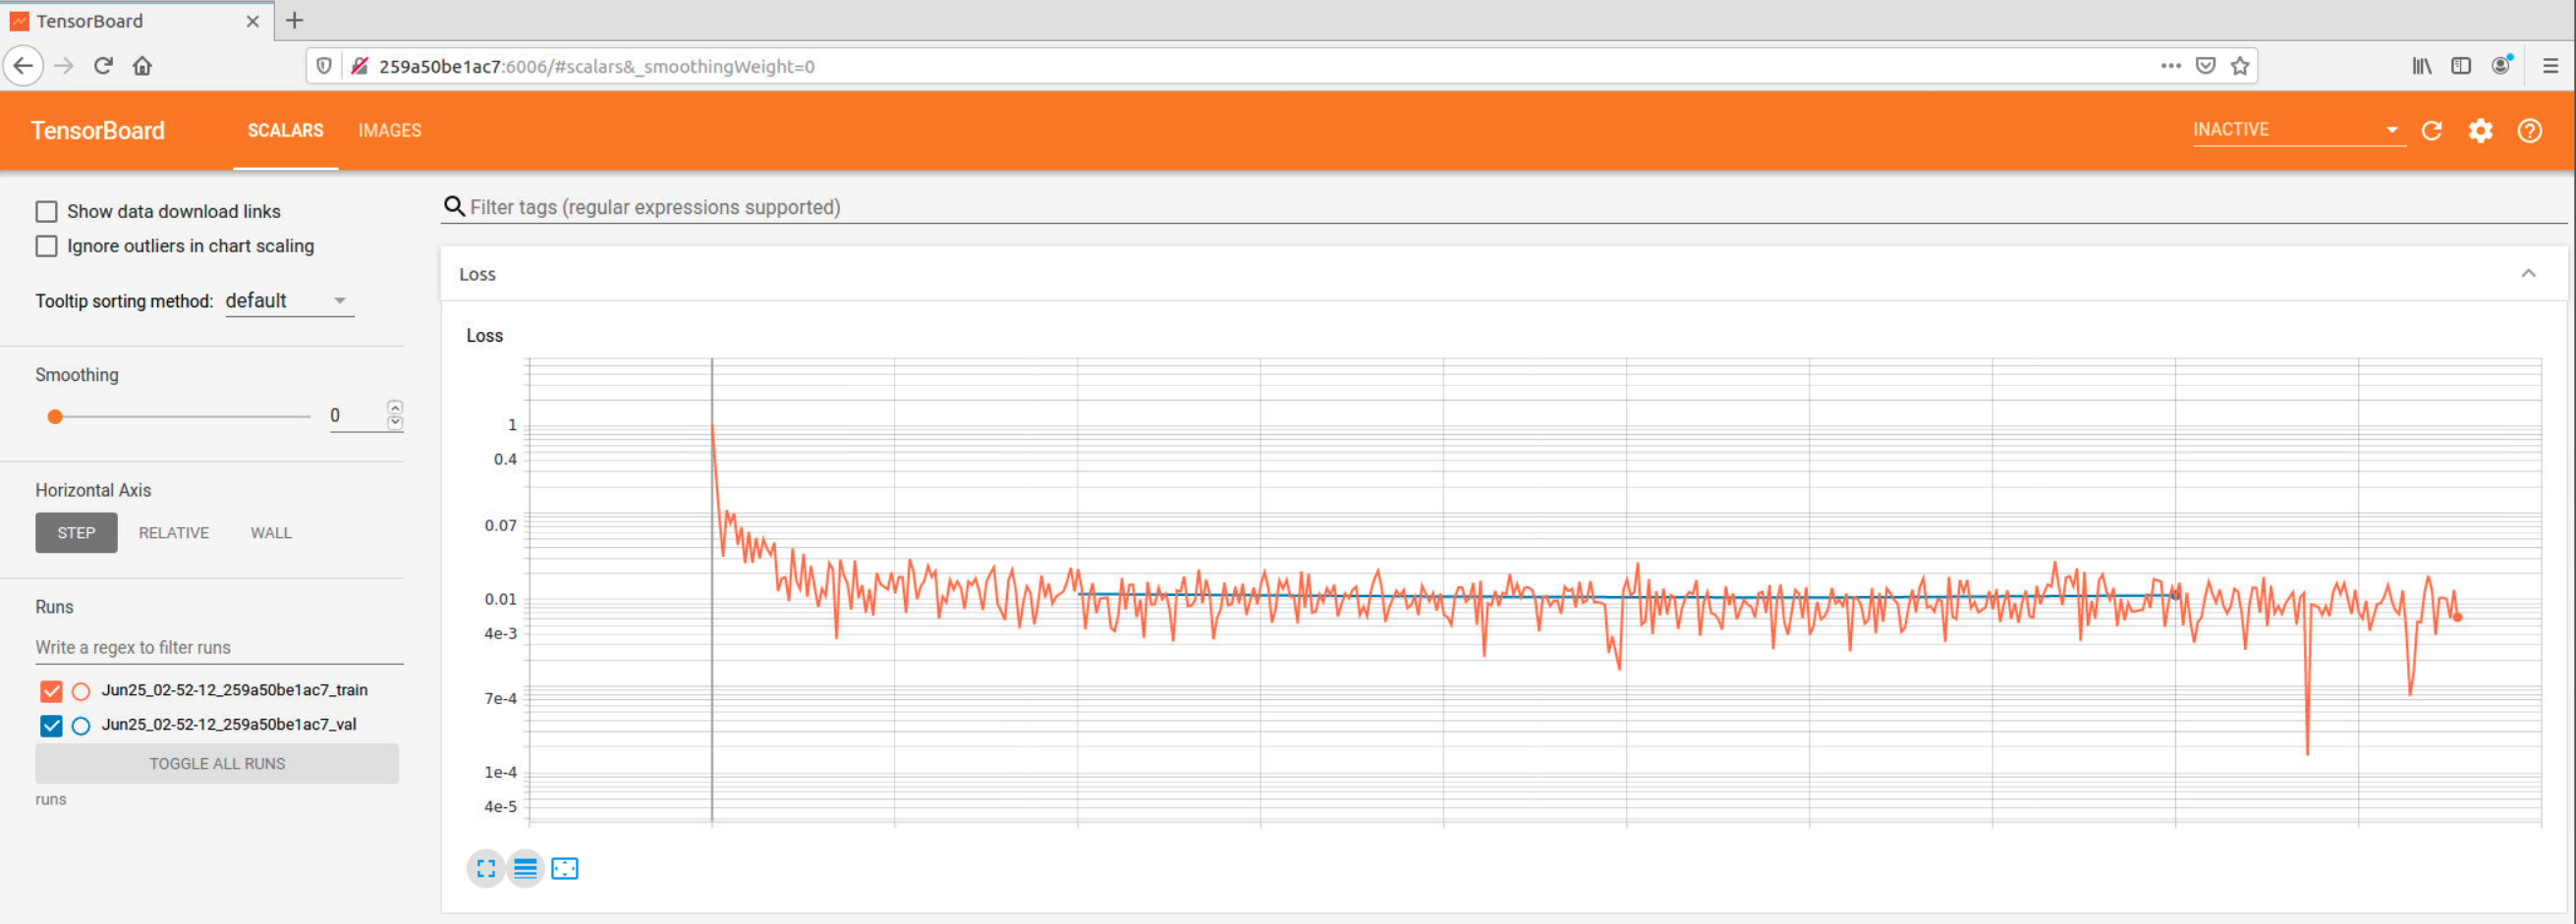 TensorBoard
259a50be1ac7:6006/#scalars&_smoothingWeight=0
TensorBoard SCALARS IMAGES INACTIVE
Show data download links
Ignore outliers in chart scaling
Tooltip sorting method: default
Smoothing
0
Horizontal Axis
STEP RELATIVE WALL
Runs
Write a regex to filter runs
Jun25_02-52-12_259a50be1ac7_train
Jun25_02-52-12_259a50be1ac7_val
TOGGLE ALL RUNS
runs
Filter tags (regular expressions supported)
Loss
Loss
1
0.4
0.07
0.01
4e-3
7e-4
1e-4
4e-5